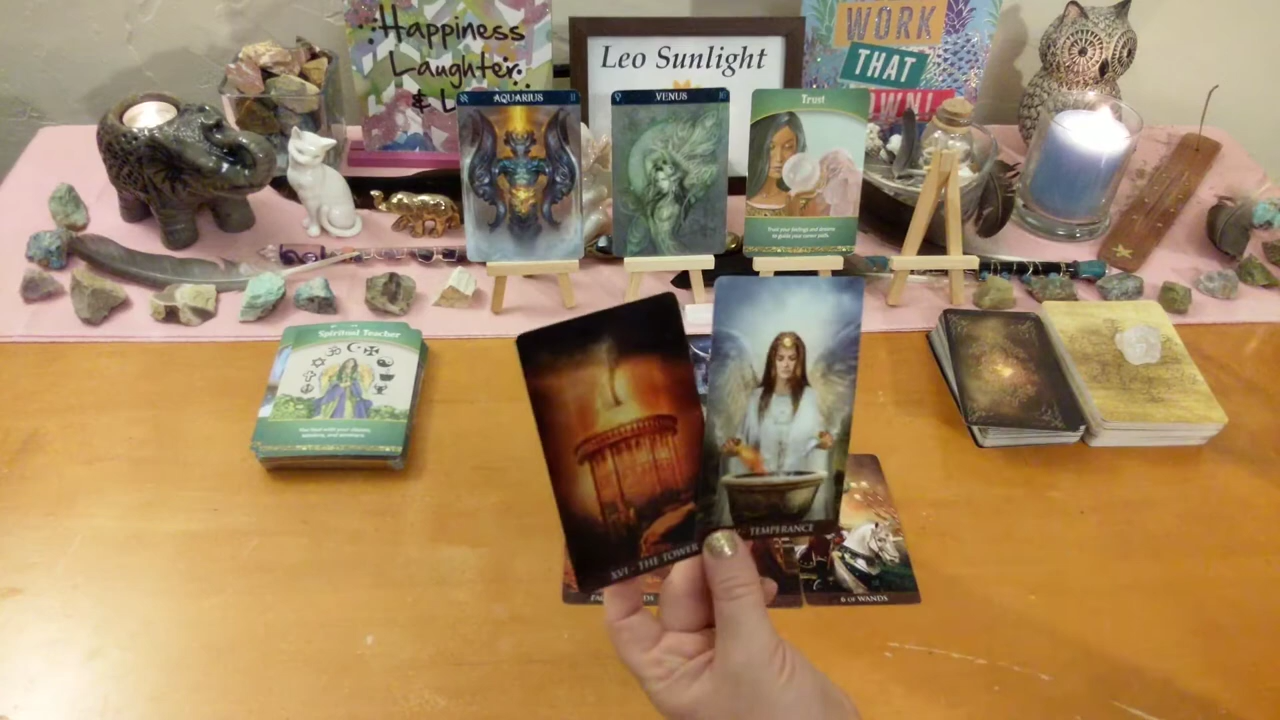 Happiness
Laughter
& L
Leo Sunlight
WORK
THAT
OWN!
AQUARIUS
VENUS
Trust
Trust your feelings and dreams
to guide your career path.
Spiritual Teacher
XVI - THE TOWER
TEMPERANCE
6 OF WANDS